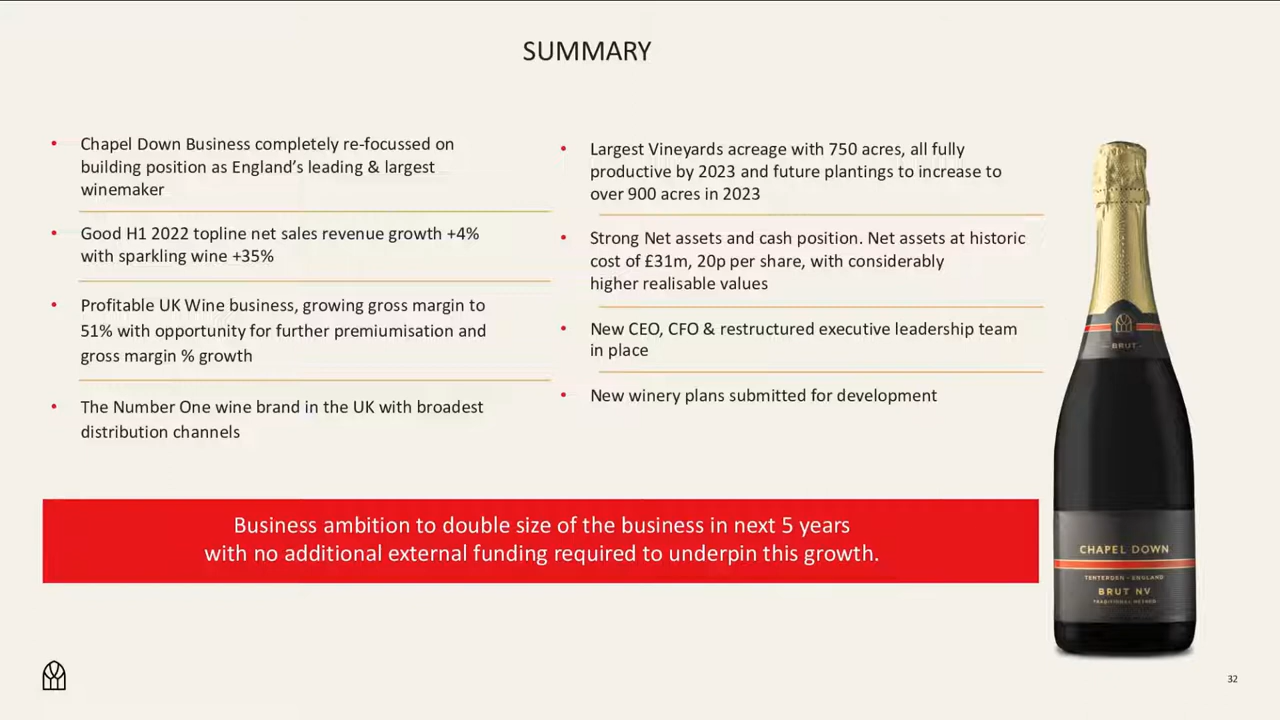 SUMMARY
Chapel Down Business completely re-focussed on
building position as England’s leading & largest
winemaker
Good H1 2022 topline net sales revenue growth +4%
with sparkling wine +35%
Profitable UK Wine business, growing gross margin to
51% with opportunity for further premiumisation and
gross margin % growth
The Number One wine brand in the UK with broadest
distribution channels
Largest Vineyards acreage with 750 acres, all fully
productive by 2023 and future plantings to increase to
over 900 acres in 2023
Strong Net assets and cash position. Net assets at historic
cost of £31m, 20p per share, with considerably
higher realisable values
New CEO, CFO & restructured executive leadership team
in place
New winery plans submitted for development
Business ambition to double size of the business in next 5 years
with no additional external funding required to underpin this growth.
BRUT
CHAPEL DOWN
TENTERDEN - ENGLAND
BRUT NV
TRADITIONAL METHOD
32